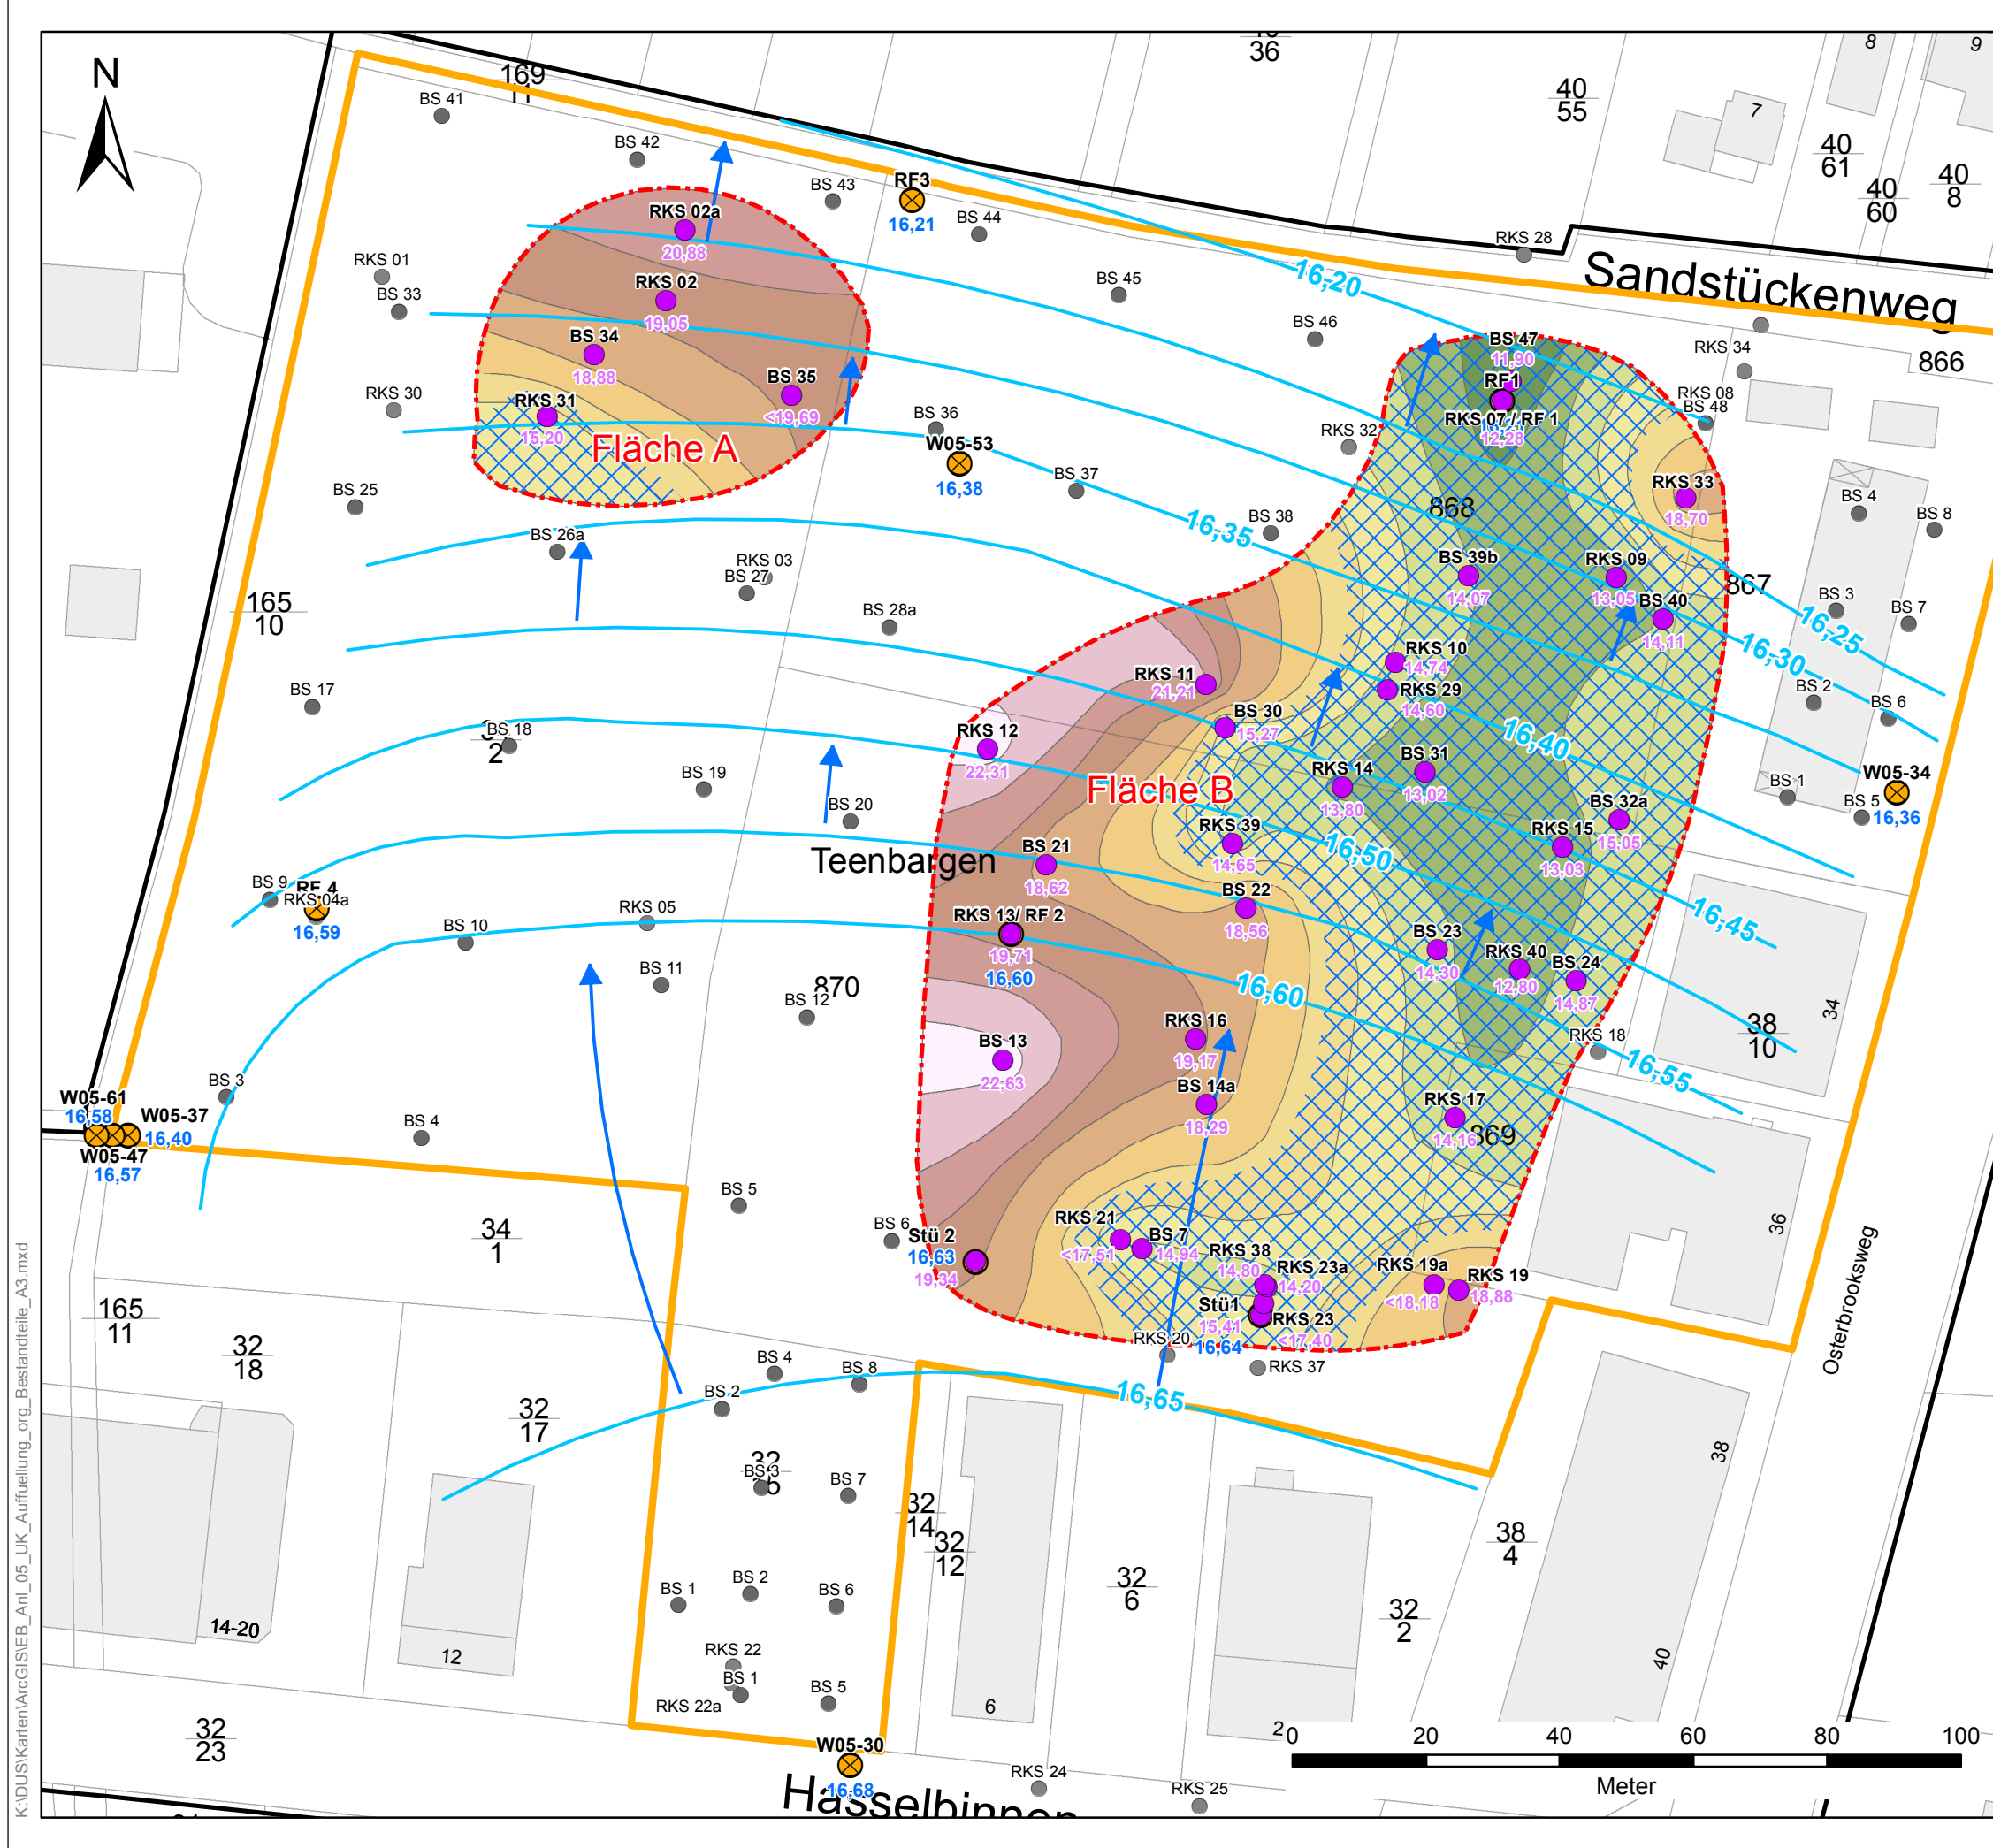 N
36
169
11
40
55
7
8
9
40
61
40
60
40
8
BS 41
BS 42
BS 43
RF3
16,21
BS 44
RKS 02a
20,88
RKS 28
Sandstückenweg
RKS 01
BS 33
RKS 02
19,05
BS 45
16,20
BS 46
866
BS 34
18,88
BS 47
11,90
RKS 34
RKS 30
RKS 31
15,20
BS 35
<19,69
RF1
RKS 07 / RF 1
12,28
RKS 08
BS 48
Fläche A
BS 36
W05-53
16,38
RKS 32
BS 37
BS 25
868
RKS 33
18,70
BS 4
BS 8
BS 26a
16,35
BS 38
RKS 03
BS 27
BS 39b
14,07
RKS 09
13,05
867
165
10
BS 28a
BS 40
14,11
BS 3
BS 7
16,25
16,30
RKS 10
14,74
RKS 11
21,21
RKS 29
14,60
BS 17
BS 18
2
BS 30
15,27
BS 2
BS 6
RKS 12
22,31
16,40
BS 19
Fläche B
RKS 14
13,80
BS 31
13,02
BS 1
W05-34
BS 5
16,36
BS 20
BS 32a
15,05
RKS 39
14,65
RKS 15
13,03
16,50
Teenbargen
BS 21
18,62
BS 9
RF 4
RKS 04a
16,59
BS 22
18,56
RKS 05
RKS 13/ RF 2
19,71
16,60
16,45
BS 10
BS 23
14,30
RKS 40
12,80
BS 24
14,87
BS 11
870
BS 12
16,60
34
38
10
RKS 16
19,17
RKS 18
BS 13
22,63
16,55
BS 3
BS 14a
18,29
RKS 17
14,16
869
W05-61
16,58
W05-37
16,40
W05-47
16,57
BS 4
BS 5
BS 6
Stü 2
16,63
19,34
RKS 21
<17,51
BS 7
14,94
RKS 38
14,80
RKS 23a
14,20
RKS 19a
<18,18
RKS 19
18,88
36
34
1
Stü1
15,41
16,64
RKS 23
<17,40
RKS 20
RKS 37
Osterbrooksweg
165
11
32
18
BS 4
BS 8
BS 2
16,65
32
17
38
BS 3
BS 7
32
14
32
12
38
4
32
6
32
2
BS 1
BS 2
BS 6
14-20
12
RKS 22
BS 1
RKS 22a
BS 5
6
2
40
32
23
W05-30
16,68
RKS 24
RKS 25
Hasselbinnen
0 20 40 60 80 100
Meter
K:\DUS\Karten\ArcGIS\EB_Anl_05_UK_Auffuellung_org_Bestandteile_A3.mxd